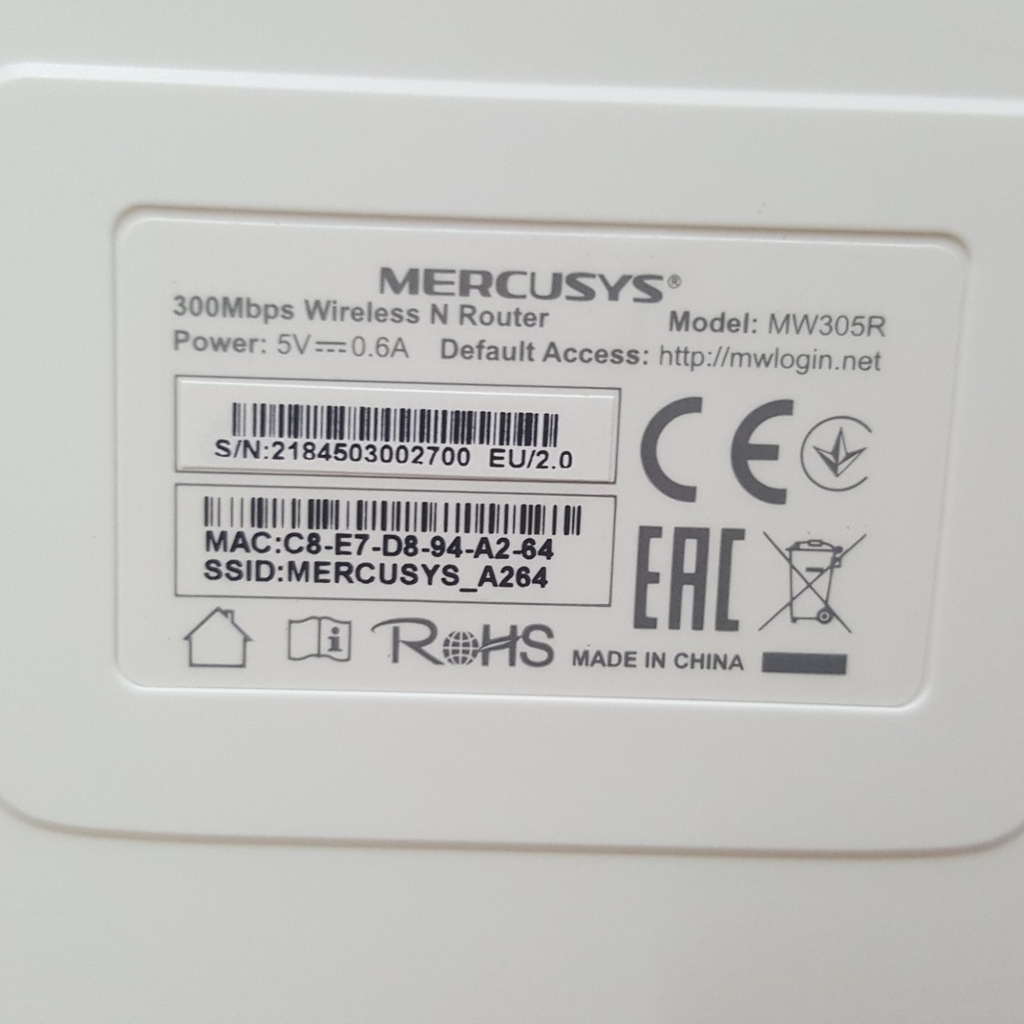 MERCUSYS®
300Mbps Wireless N Router Model: MW305R
Power: 5V⎓0.6A Default Access: http://mwlogin.net
S/N:2184503002700 EU/2.0
MAC:C8-E7-D8-94-A2-64
SSID:MERCUSYS_A264
CE
EAC
i
RoHS MADE IN CHINA